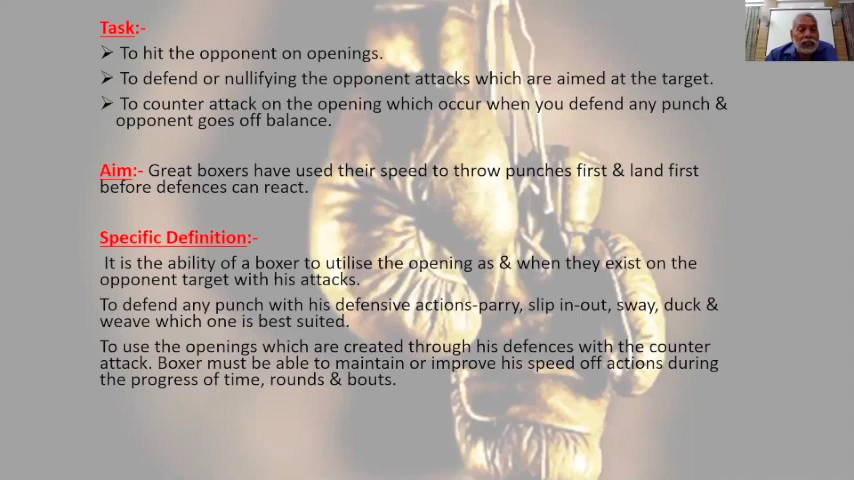 Task:-
➢ To hit the opponent on openings.
➢ To defend or nullifying the opponent attacks which are aimed at the target.
➢ To counter attack on the opening which occur when you defend any punch &
opponent goes off balance.
Aim:- Great boxers have used their speed to throw punches first & land first
before defences can react.
Specific Definition:-
It is the ability of a boxer to utilise the opening as & when they exist on the
opponent target with his attacks.
To defend any punch with his defensive actions-parry, slip in-out, sway, duck &
weave which one is best suited.
To use the openings which are created through his defences with the counter
attack. Boxer must be able to maintain or improve his speed off actions during
the progress of time, rounds & bouts.